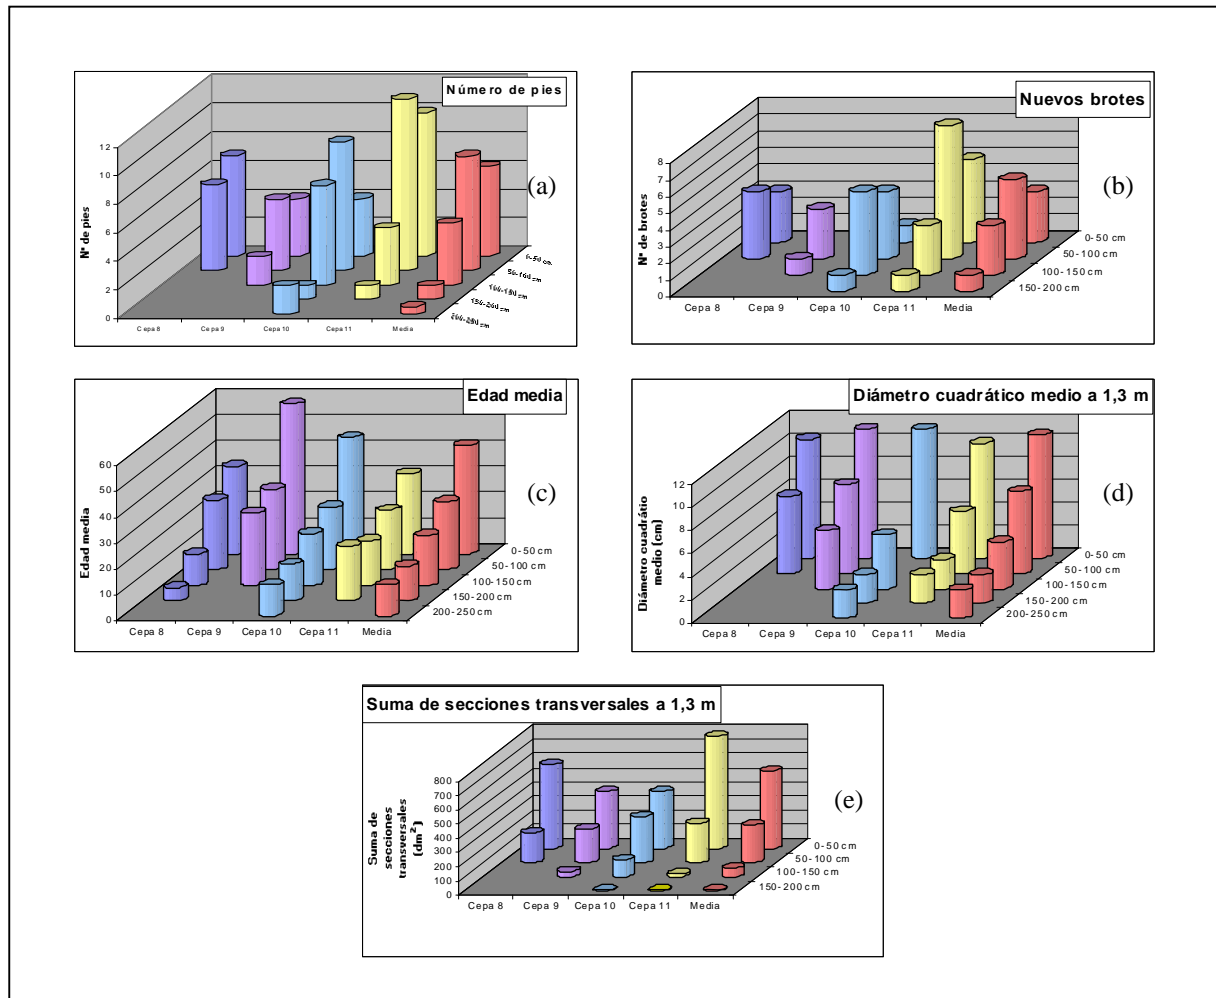 Número de pies
12
10
8
6
4
2
0
Nº de pies
Cepa 8 Cepa 9 Cepa 10 Cepa 11 Media
0-50 cm
50-100 cm
100-150 cm
150-200 cm
200-250 cm
(a)
Nuevos brotes
8
7
6
5
4
3
2
1
0
Nº de brotes
Cepa 8 Cepa 9 Cepa 10 Cepa 11 Media
0-50 cm
50-100 cm
100-150 cm
150-200 cm
(b)
Edad media
60
50
40
30
20
10
0
Edad media
Cepa 8 Cepa 9 Cepa 10 Cepa 11 Media
0-50 cm
50-100 cm
100-150 cm
150-200 cm
200-250 cm
(c)
Diámetro cuadrático medio a 1,3 m
12
10
8
6
4
2
0
Diámetro cuadrátio
medio (cm)
Cepa 8 Cepa 9 Cepa 10 Cepa 11 Media
0-50 cm
50-100 cm
100-150 cm
150-200 cm
200-250 cm
(d)
Suma de secciones transversales a 1,3 m
800
700
600
500
400
300
200
100
0
Suma de
secciones
transversales
(dm²)
Cepa 8 Cepa 9 Cepa 10 Cepa 11 Media
0-50 cm
50-100 cm
100-150 cm
150-200 cm
(e)